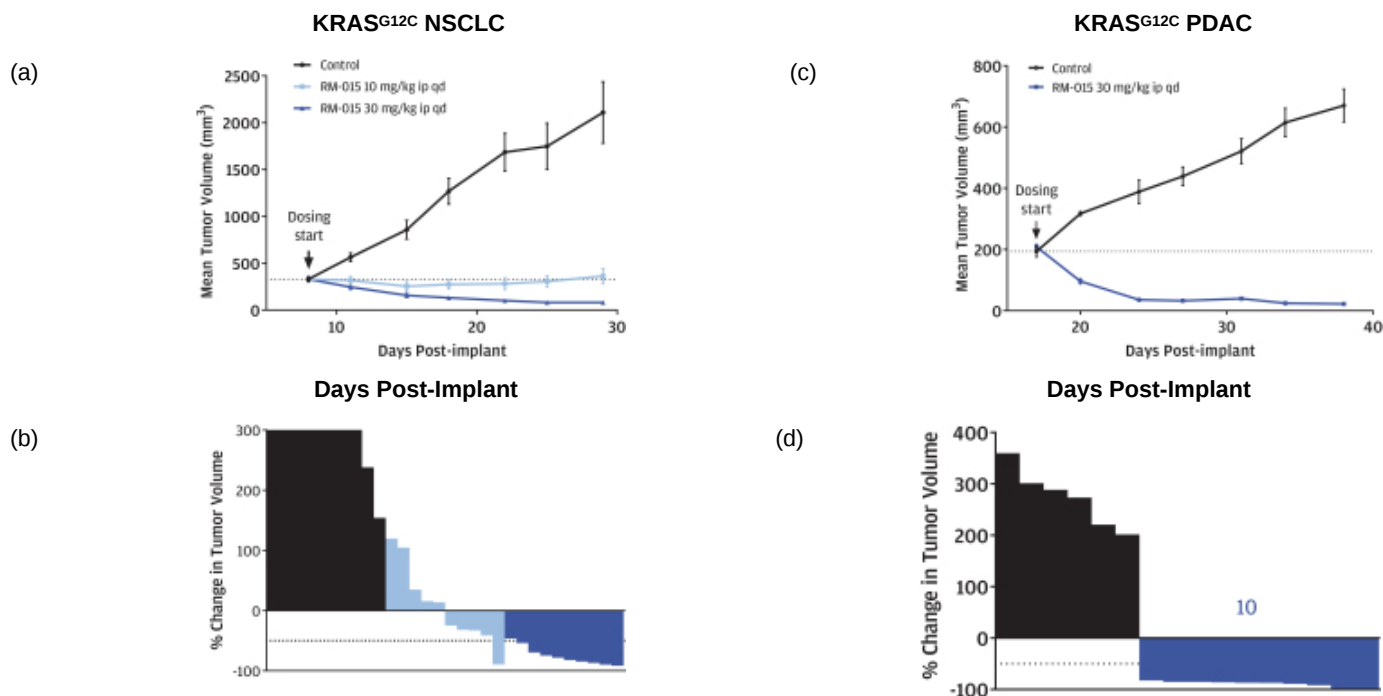 KRASG12C NSCLC
(a)
Control
RM-015 10 mg/kg ip qd
RM-015 30 mg/kg ip qd
Mean Tumor Volume (mm³)
2500
2000
1500
1000
500
0
Dosing
start
10
20
30
Days Post-implant
Days Post-Implant
KRASG12C PDAC
(c)
Control
RM-015 30 mg/kg ip qd
Mean Tumor Volume (mm³)
800
600
400
200
0
Dosing
start
20
30
40
Days Post-implant
Days Post-Implant
(b)
% Change in Tumor Volume
300
200
100
0
-100
(d)
% Change in Tumor Volume
400
300
200
100
0
-100
10